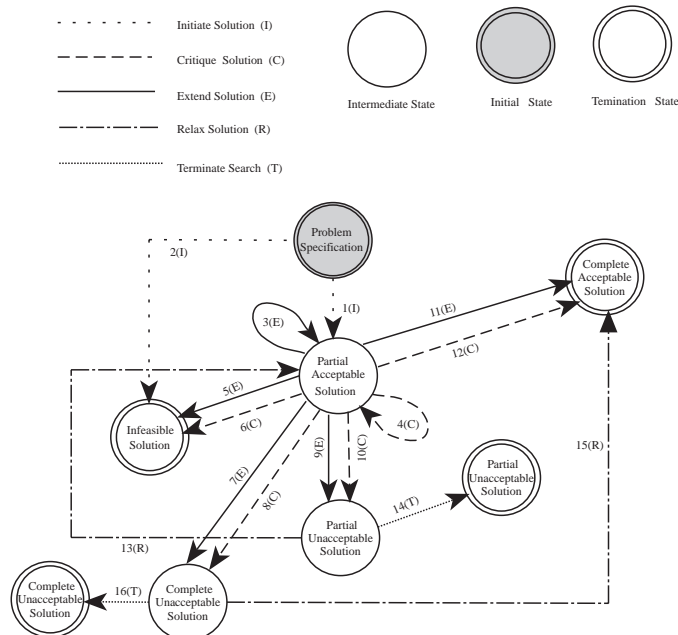 Initiate Solution (I)
Critique Solution (C)
Extend Solution (E)
Relax Solution (R)
Terminate Search (T)
Intermediate State
Initial State
Temination State
Problem
Specification
2(I)
1(I)
Complete
Acceptable
Solution
11(E)
12(C)
3(E)
Partial
Acceptable
Solution
5(E)
6(C)
4(C)
Infeasible
Solution
7(E)
8(C)
9(E)
10(C)
15(R)
Partial
Unacceptable
Solution
14(T)
Partial
Unacceptable
Solution
13(R)
Complete
Unacceptable
Solution
16(T)
Complete
Unacceptable
Solution